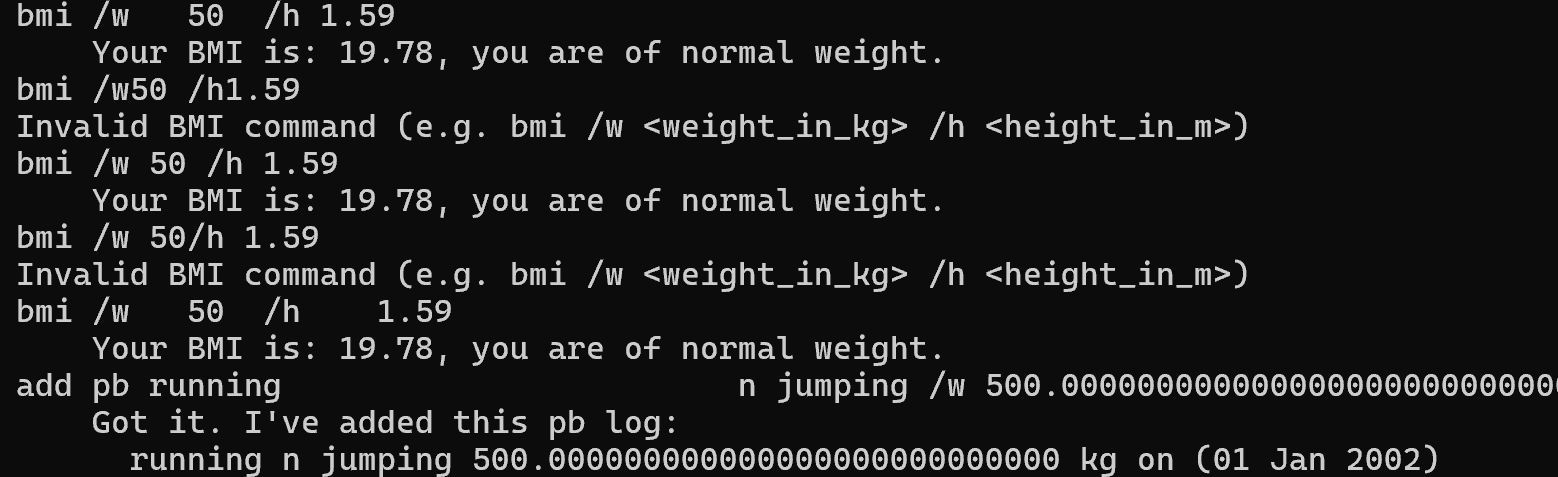 bmi /w   50  /h 1.59
    Your BMI is: 19.78, you are of normal weight.
bmi /w50 /h1.59
Invalid BMI command (e.g. bmi /w <weight_in_kg> /h <height_in_m>)
bmi /w 50 /h 1.59
    Your BMI is: 19.78, you are of normal weight.
bmi /w 50/h 1.59
Invalid BMI command (e.g. bmi /w <weight_in_kg> /h <height_in_m>)
bmi /w   50  /h    1.59
    Your BMI is: 19.78, you are of normal weight.
add pb running                        n jumping /w 500.00000000000000000000000000
    Got it. I've added this pb log:
      running n jumping 500.000000000000000000000000000 kg on (01 Jan 2002)